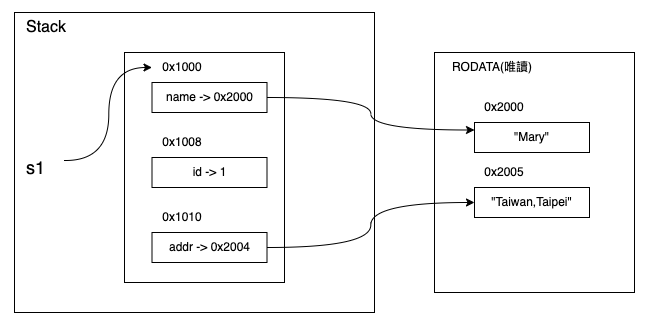 Stack
s1
0x1000
name -> 0x2000
0x1008
id -> 1
0x1010
addr -> 0x2004
RODATA(唯讀)
0x2000
"Mary"
0x2005
"Taiwan,Taipei"